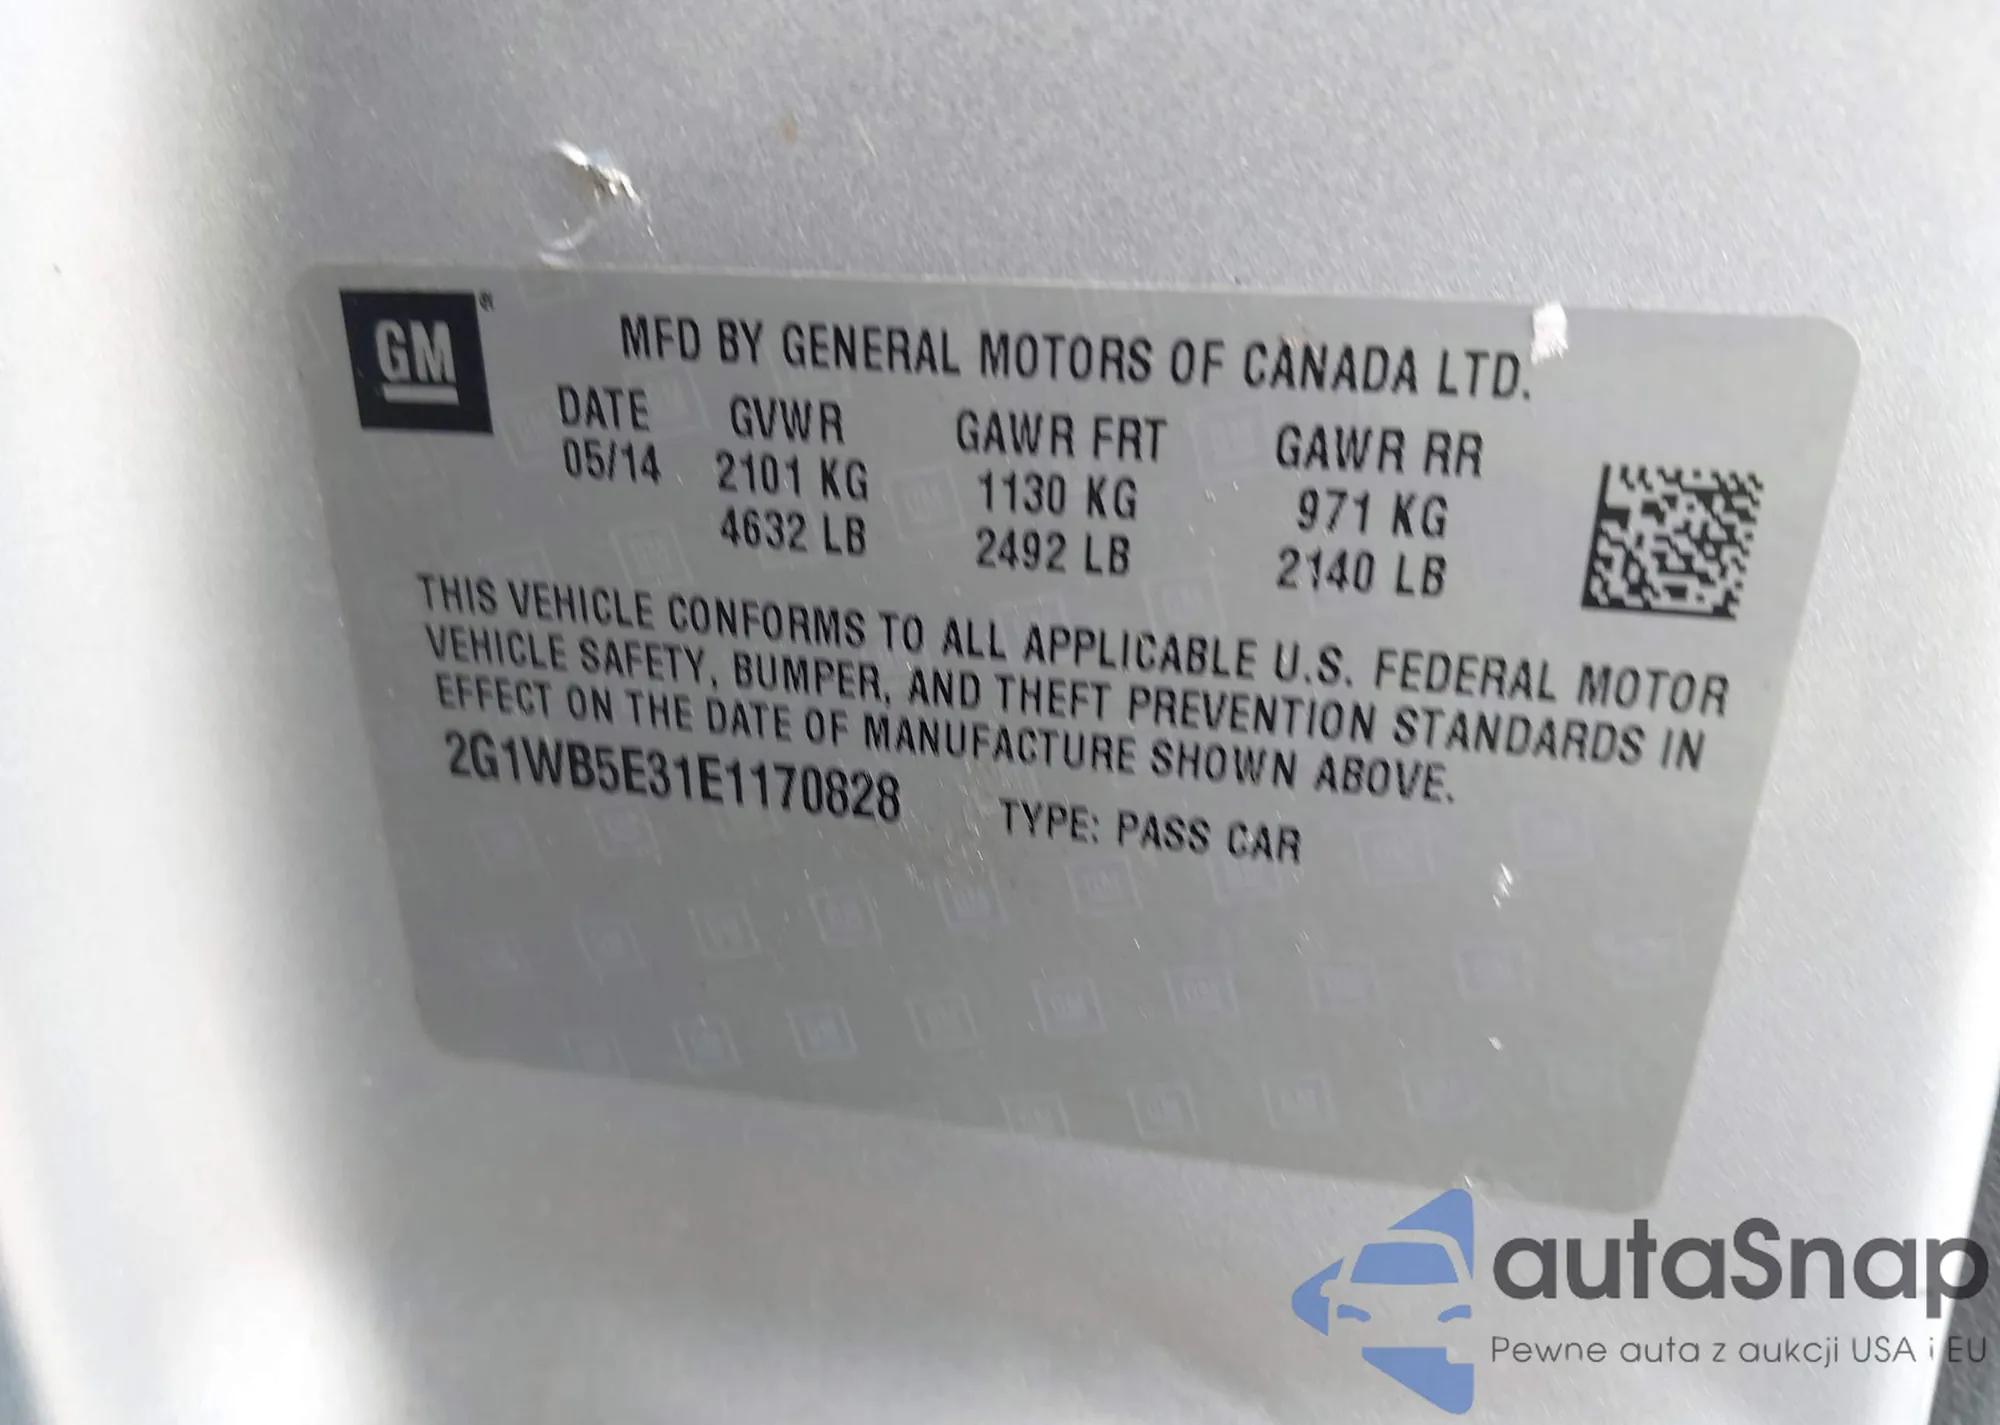 GM ®
MFD BY GENERAL MOTORS OF CANADA LTD.
DATE GVWR GAWR FRT GAWR RR
05/14 2101 KG 1130 KG 971 KG
4632 LB 2492 LB 2140 LB
THIS VEHICLE CONFORMS TO ALL APPLICABLE U.S. FEDERAL MOTOR
VEHICLE SAFETY, BUMPER, AND THEFT PREVENTION STANDARDS IN
EFFECT ON THE DATE OF MANUFACTURE SHOWN ABOVE.
2G1WB5E31E1170828 TYPE: PASS CAR
autaSnap
Pewne auta z aukcji USA i EU